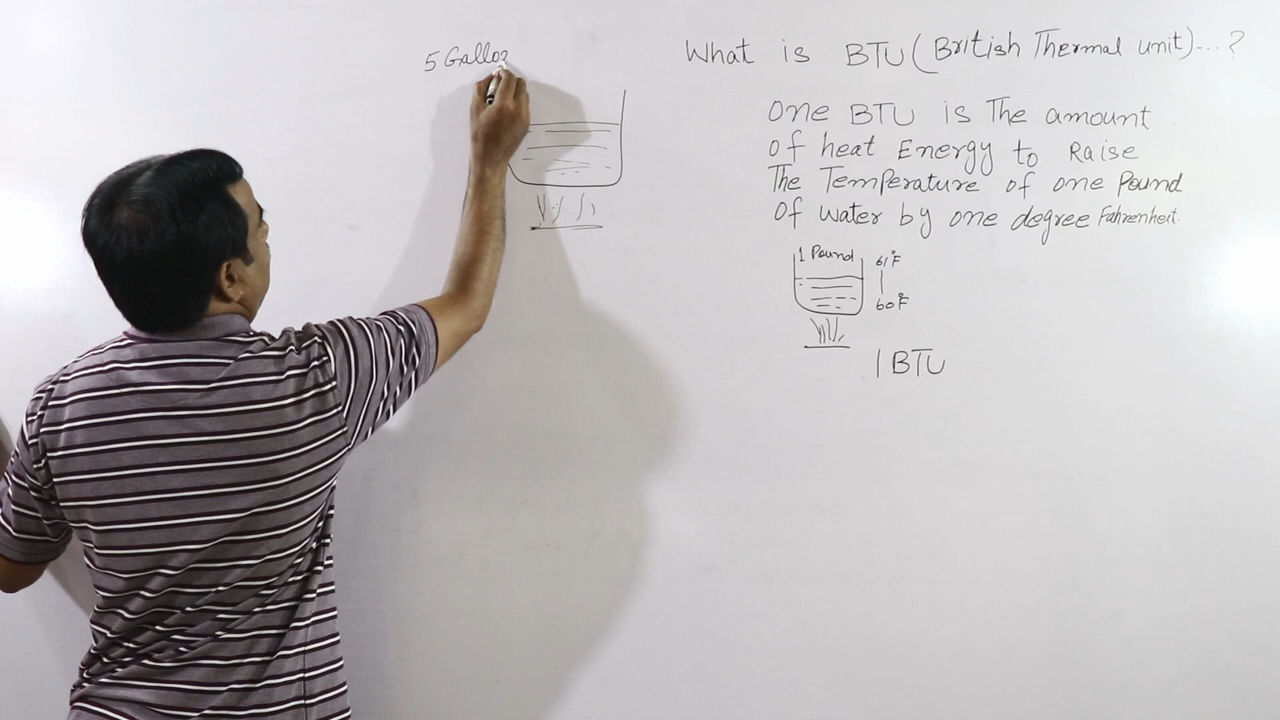 5 Gallo
What is BTU (British Thermal unit)...?
One BTU is The amount
Of heat Energy to Raise
The Temperature of one Pound
Of water by one degree Fahrenheit.
1 Pound
61°F
60°F
1 BTU